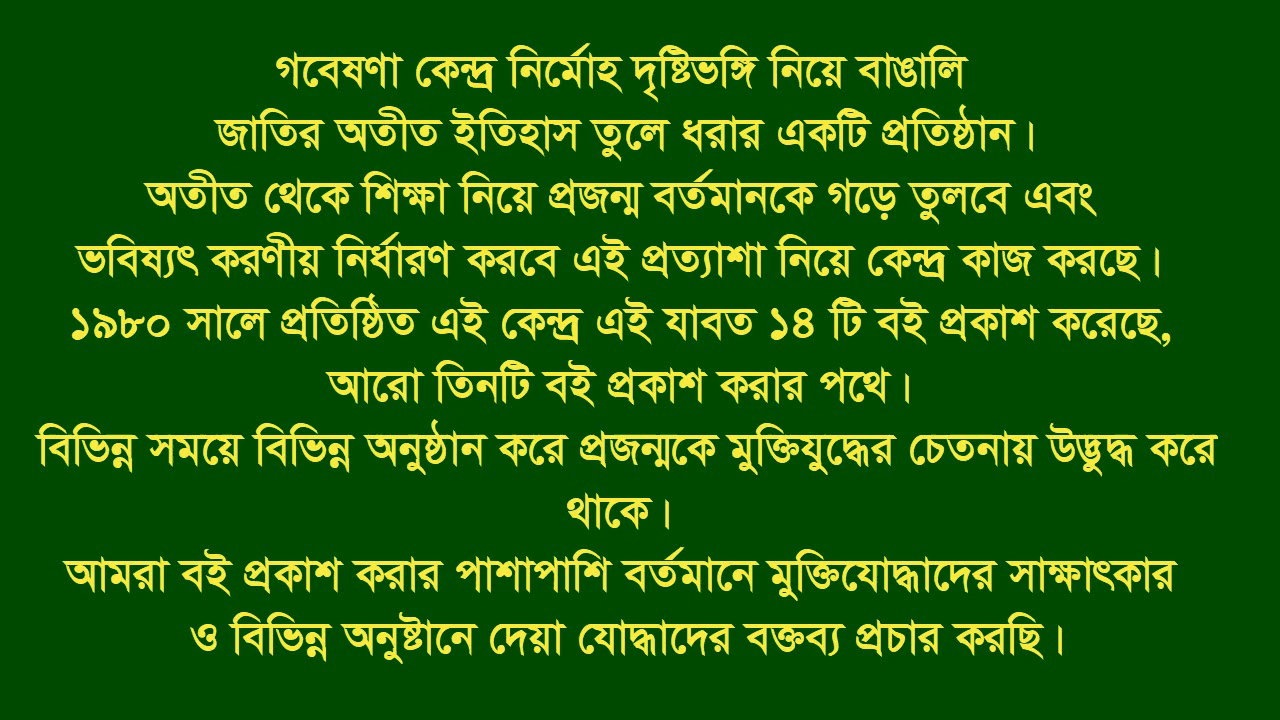 গবেষণা কেন্দ্র নির্মোহ দৃষ্টিভঙ্গি নিয়ে বাঙালি
জাতির অতীত ইতিহাস তুলে ধরার একটি প্রতিষ্ঠান।
অতীত থেকে শিক্ষা নিয়ে প্রজন্ম বর্তমানকে গড়ে তুলবে এবং
ভবিষ্যৎ করণীয় নির্ধারণ করবে এই প্রত্যাশা নিয়ে কেন্দ্র কাজ করছে।
১৯৮০ সালে প্রতিষ্ঠিত এই কেন্দ্র এই যাবত ১৪ টি বই প্রকাশ করেছে,
আরো তিনটি বই প্রকাশ করার পথে।
বিভিন্ন সময়ে বিভিন্ন অনুষ্ঠান করে প্রজন্মকে মুক্তিযুদ্ধের চেতনায় উদ্ভুদ্ধ করে
থাকে।
আমরা বই প্রকাশ করার পাশাপাশি বর্তমানে মুক্তিযোদ্ধাদের সাক্ষাৎকার
ও বিভিন্ন অনুষ্টানে দেয়া যোদ্ধাদের বক্তব্য প্রচার করছি।